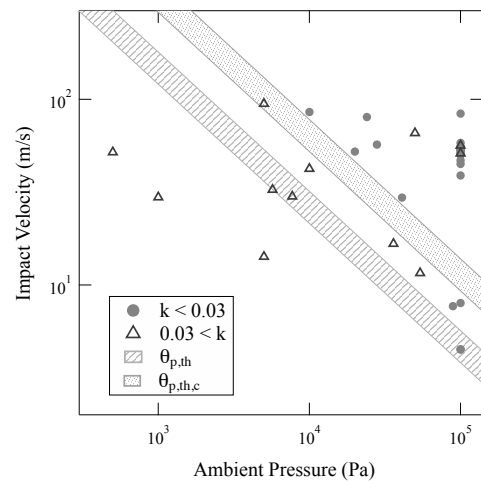 Impact Velocity (m/s)
10²
10¹
k < 0.03
0.03 < k
θp,th
θp,th,c
10³
10⁴
10⁵
Ambient Pressure (Pa)